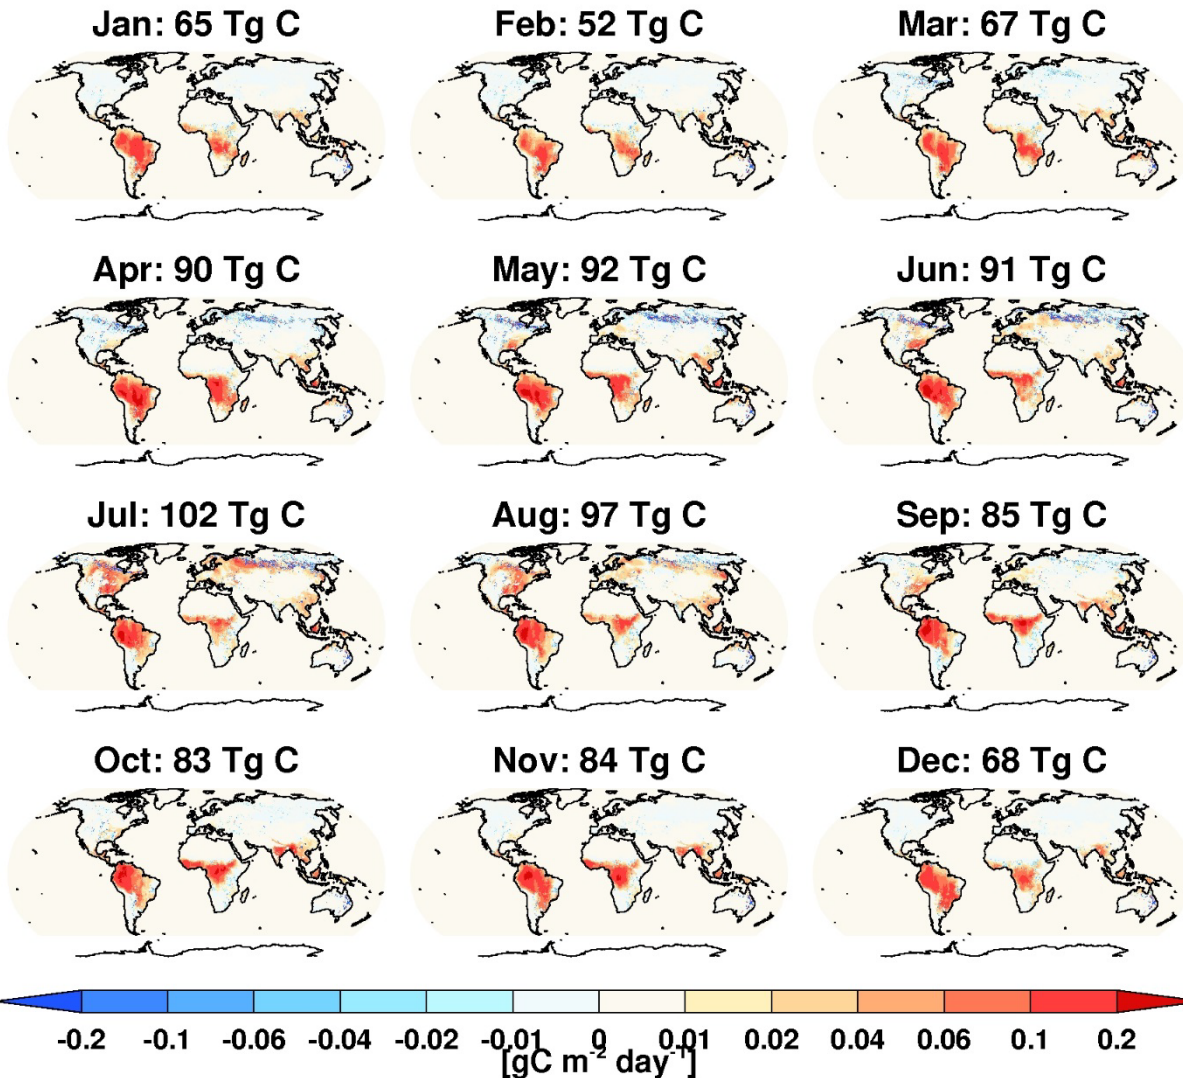 Jan: 65 Tg C
Feb: 52 Tg C
Mar: 67 Tg C
Apr: 90 Tg C
May: 92 Tg C
Jun: 91 Tg C
Jul: 102 Tg C
Aug: 97 Tg C
Sep: 85 Tg C
Oct: 83 Tg C
Nov: 84 Tg C
Dec: 68 Tg C
-0.2 -0.1 -0.06 -0.04 -0.02 -0.01 0 0.01 0.02 0.04 0.06 0.1 0.2
[gC m⁻² day⁻¹]